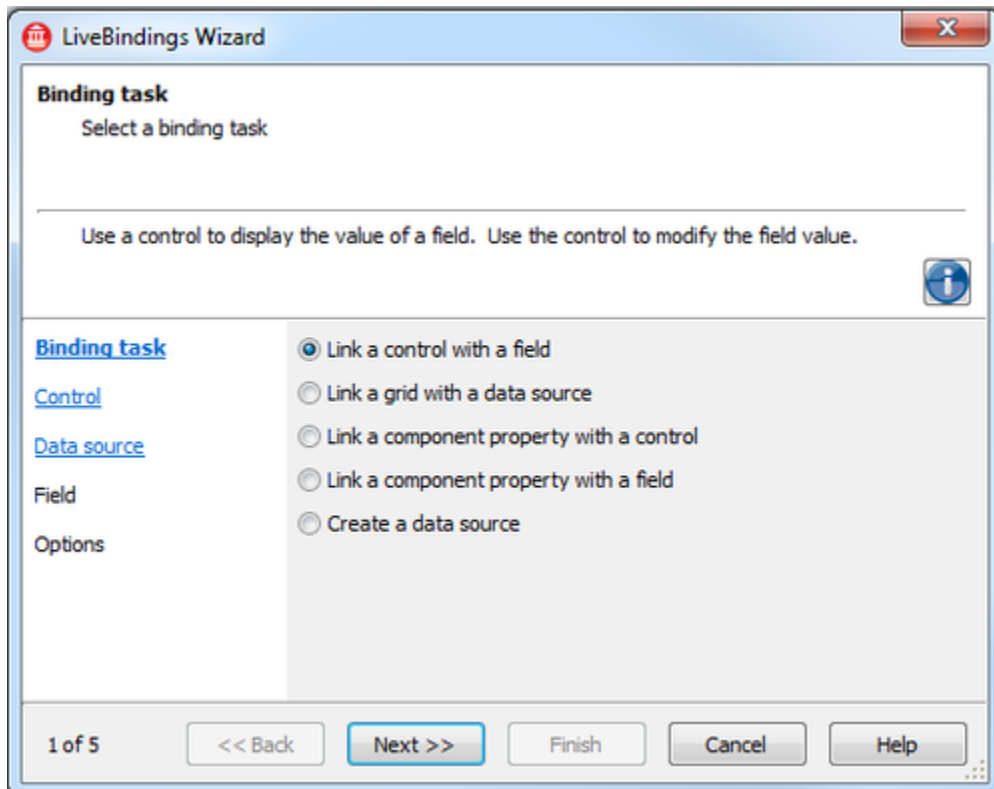 LiveBindings Wizard
Binding task
Select a binding task
Use a control to display the value of a field. Use the control to modify the field value.
Binding task
Control
Data source
Field
Options
Link a control with a field
Link a grid with a data source
Link a component property with a control
Link a component property with a field
Create a data source
1 of 5
<< Back
Next >>
Finish
Cancel
Help